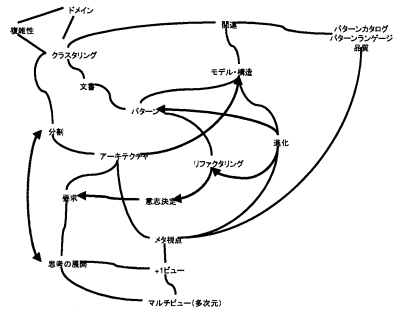 ドメイン
複雑性
関連
パターンカタログ
パターンランゲージ
品質
クラスタリング
モデル・構造
文書
パターン
分割
進化
アーキテクチャ
リファクタリング
要求
意志決定
メタ視点
思考の展開
+1ビュー
マルチビュー(多次元)